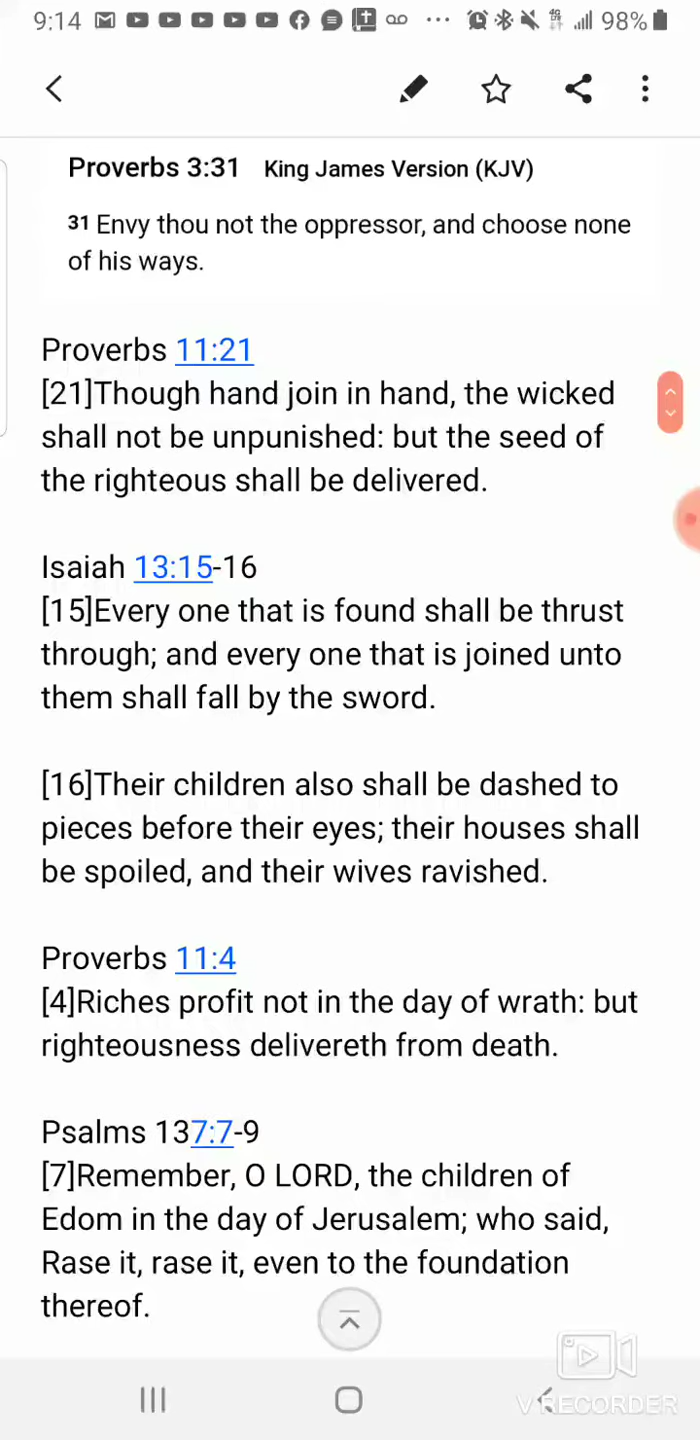 9:14 98%
Proverbs 3:31 King James Version (KJV)
31 Envy thou not the oppressor, and choose none
of his ways.
Proverbs 11:21
[21]Though hand join in hand, the wicked
shall not be unpunished: but the seed of
the righteous shall be delivered.
Isaiah 13:15-16
[15]Every one that is found shall be thrust
through; and every one that is joined unto
them shall fall by the sword.
[16]Their children also shall be dashed to
pieces before their eyes; their houses shall
be spoiled, and their wives ravished.
Proverbs 11:4
[4]Riches profit not in the day of wrath: but
righteousness delivereth from death.
Psalms 137:7-9
[7]Remember, O LORD, the children of
Edom in the day of Jerusalem; who said,
Rase it, rase it, even to the foundation
thereof.
VRECORDER